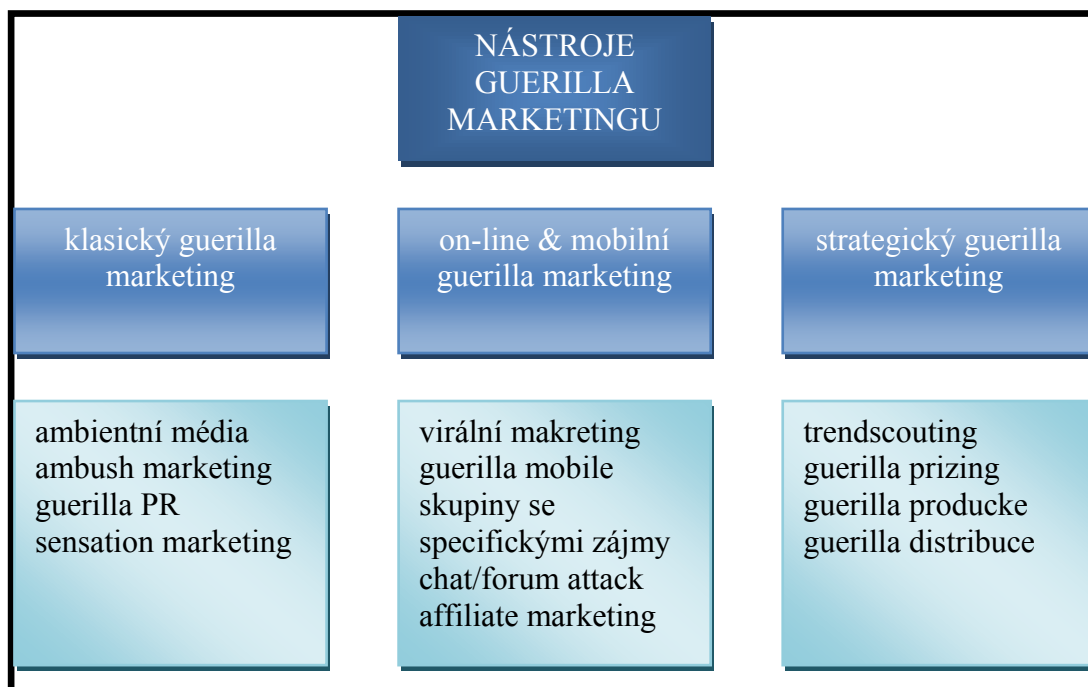 NÁSTROJE
GUERILLA
MARKETINGU
klasický guerilla
marketing
on-line & mobilní
guerilla marketing
strategický guerilla
marketing
ambientní média
ambush marketing
guerilla PR
sensation marketing
virální makreting
guerilla mobile
skupiny se
specifickými zájmy
chat/forum attack
affiliate marketing
trendscouting
guerilla prizing
guerilla producke
guerilla distribuce